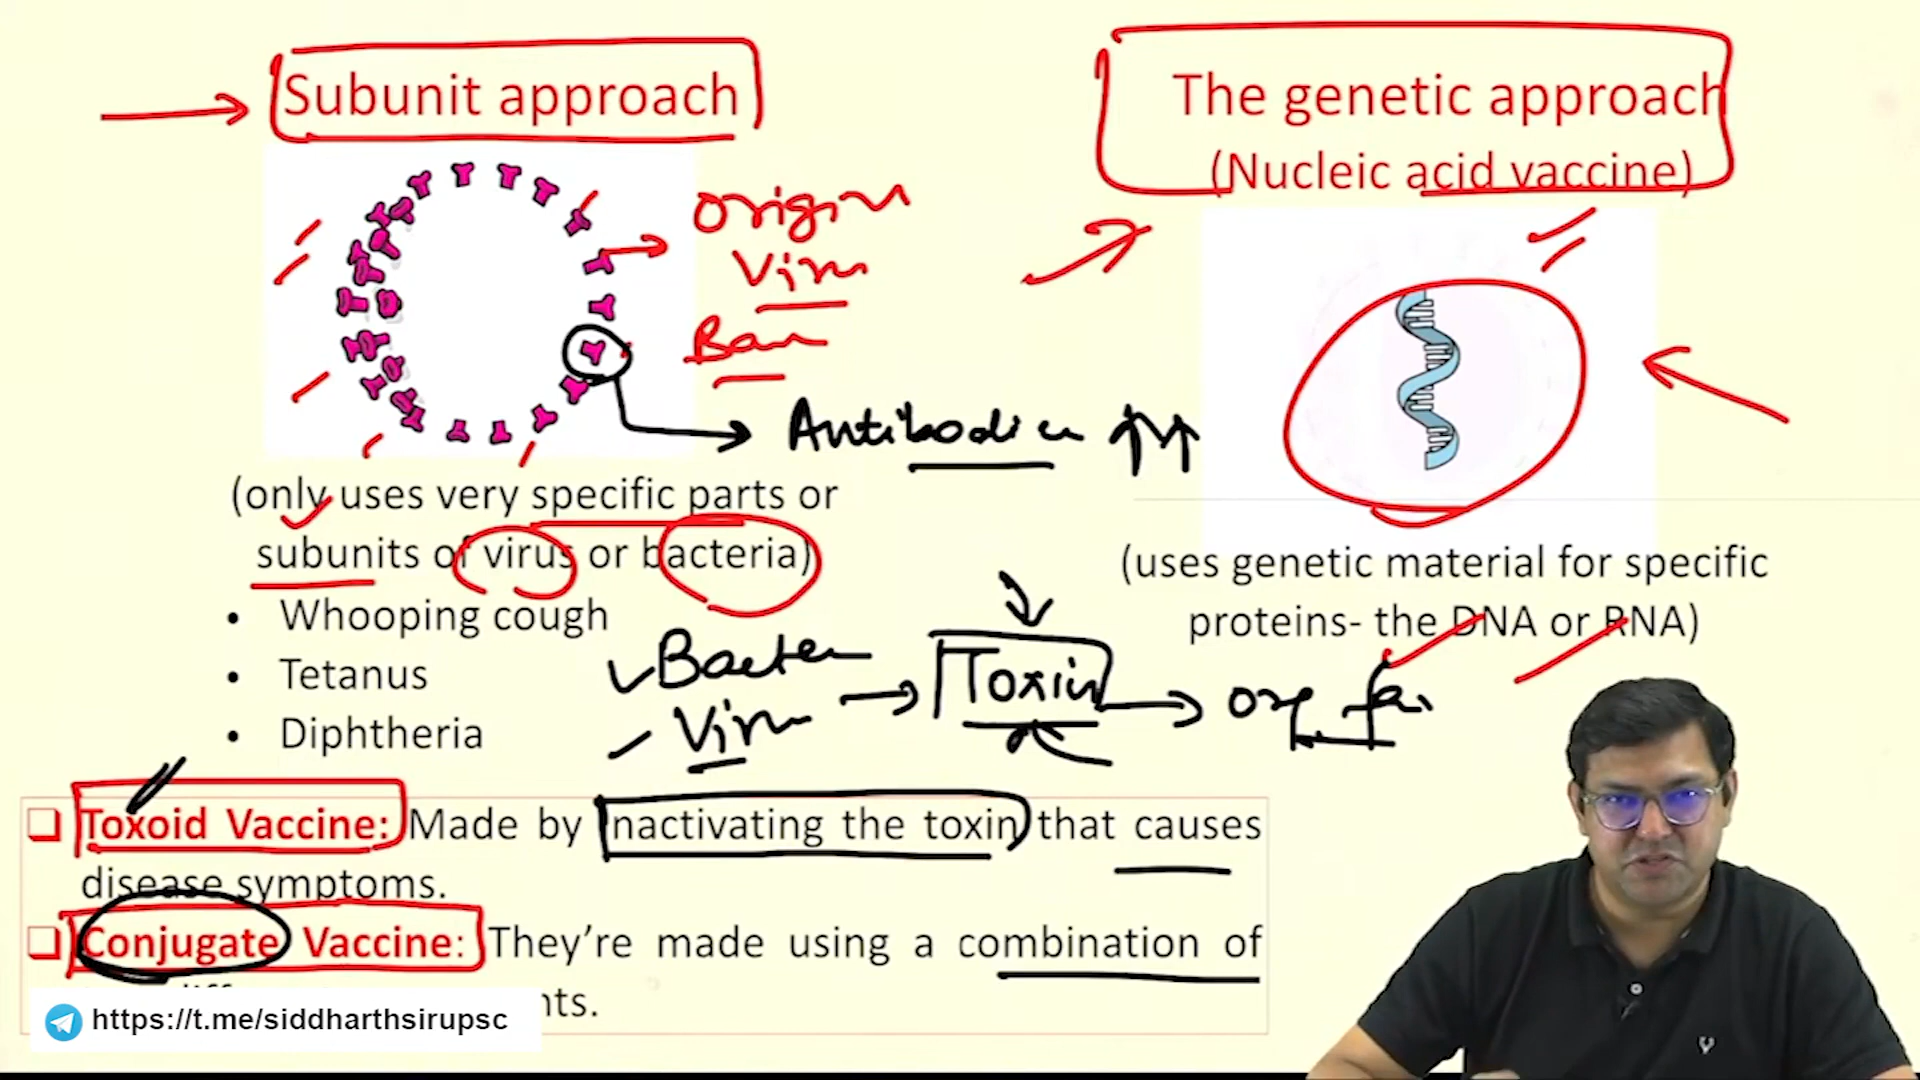 Subunit approach
The genetic approach
(Nucleic acid vaccine)
Origin
Virus
Antibodies
(only uses very specific parts or
subunits of virus or bacteria)
• Whooping cough
• Tetanus
• Diphtheria
(uses genetic material for specific
proteins- the DNA or RNA)
Toxin
Toxoid Vaccine: Made by inactivating the toxin that causes
disease symptoms.
Conjugate Vaccine: They’re made using a combination of
nts.
https://t.me/siddharthsirupsc